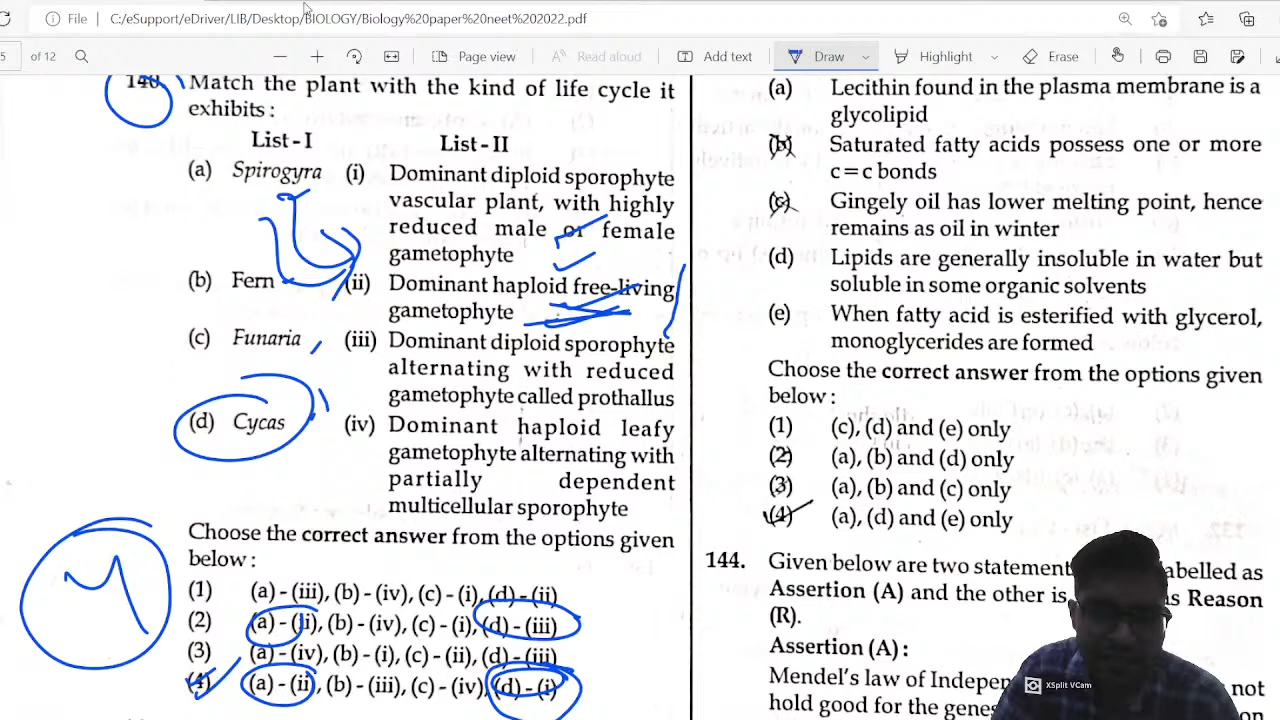 File
C:/eSupport/eDriver/LIB/Desktop/BIOLOGY/Biology%20paper%20neet%202022.pdf
5 of 12
Page view
Read aloud
Add text
Draw
Highlight
Erase
140. Match the plant with the kind of life cycle it
exhibits :
List - I List - II
(a) Spirogyra (i) Dominant diploid sporophyte
vascular plant, with highly
reduced male or female
gametophyte
(b) Fern (ii) Dominant haploid free-living
gametophyte
(c) Funaria (iii) Dominant diploid sporophyte
alternating with reduced
gametophyte called prothallus
(d) Cycas (iv) Dominant haploid leafy
gametophyte alternating with
partially dependent
multicellular sporophyte
Choose the correct answer from the options given
below :
(1) (a) - (iii), (b) - (iv), (c) - (i), (d) - (ii)
(2) (a) - (ii), (b) - (iv), (c) - (i), (d) - (iii)
(3) (a) - (iv), (b) - (i), (c) - (ii), (d) - (iii)
(4) (a) - (ii), (b) - (iii), (c) - (iv), (d) - (i)
4
(a) Lecithin found in the plasma membrane is a
glycolipid
(b) Saturated fatty acids possess one or more
c = c bonds
(c) Gingely oil has lower melting point, hence
remains as oil in winter
(d) Lipids are generally insoluble in water but
soluble in some organic solvents
(e) When fatty acid is esterified with glycerol,
monoglycerides are formed
Choose the correct answer from the options given
below :
(1) (c), (d) and (e) only
(2) (a), (b) and (d) only
(3) (a), (b) and (c) only
(4) (a), (d) and (e) only
144. Given below are two statement labelled as
Assertion (A) and the other is as Reason
(R).
Assertion (A) :
Mendel's law of Indepen not
hold good for the genes
XSplit VCam